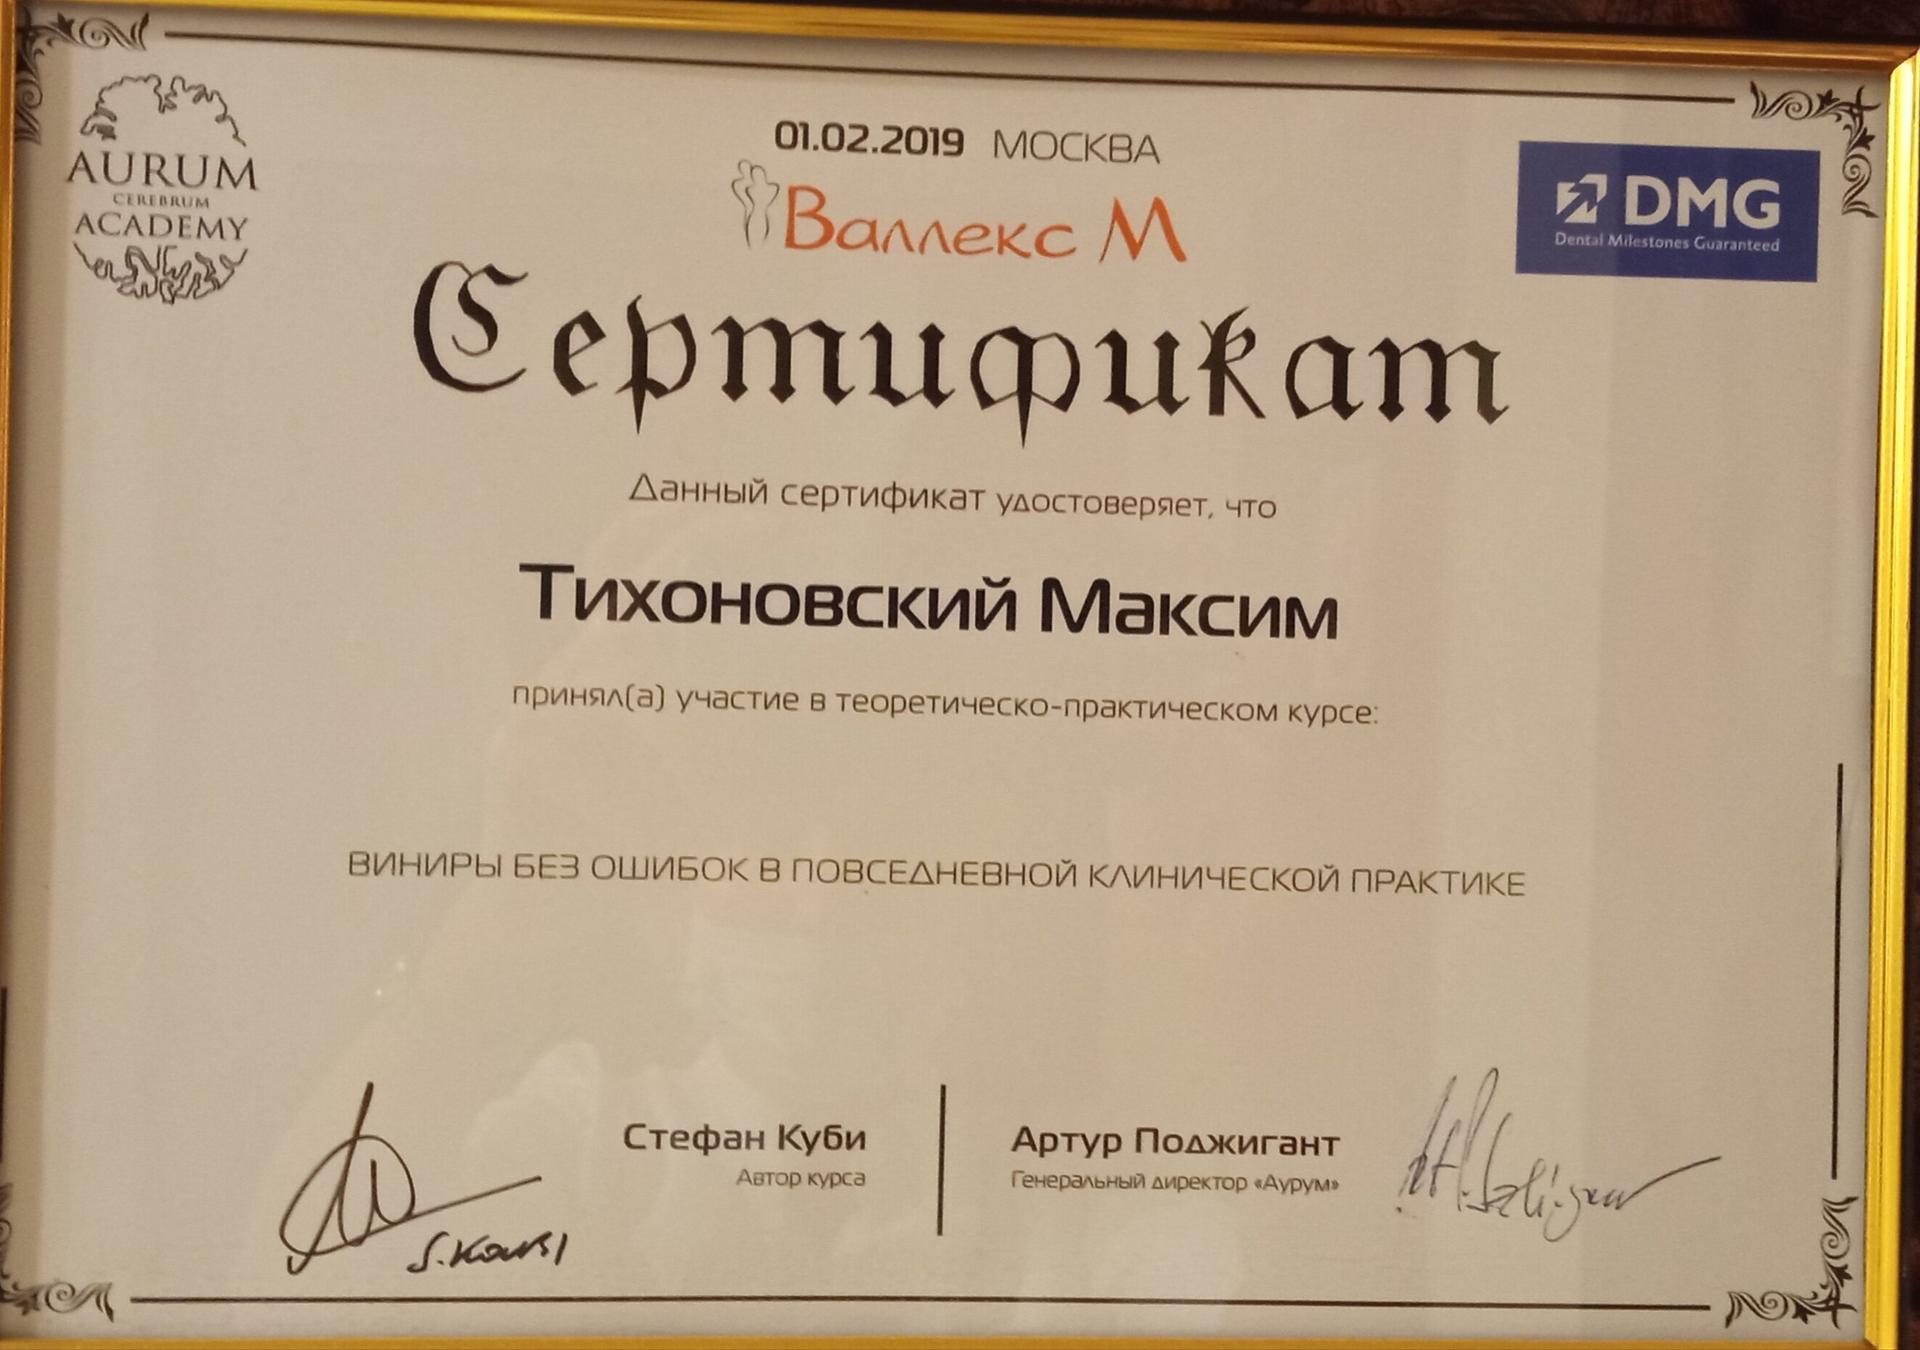 AURUM
CEREBRUM
ACADEMY
01.02.2019 МОСКВА
Валлекс М
DMG
Dental Milestones Guaranteed
Сертификат
Данный сертификат удостоверяет, что
Тихоновский Максим
принял(а) участие в теоретическо-практическом курсе:
ВИНИРЫ БЕЗ ОШИБОК В ПОВСЕДНЕВНОЙ КЛИНИЧЕСКОЙ ПРАКТИКЕ
Стефан Куби
Автор курса
Артур Поджигант
Генеральный директор «Аурум»